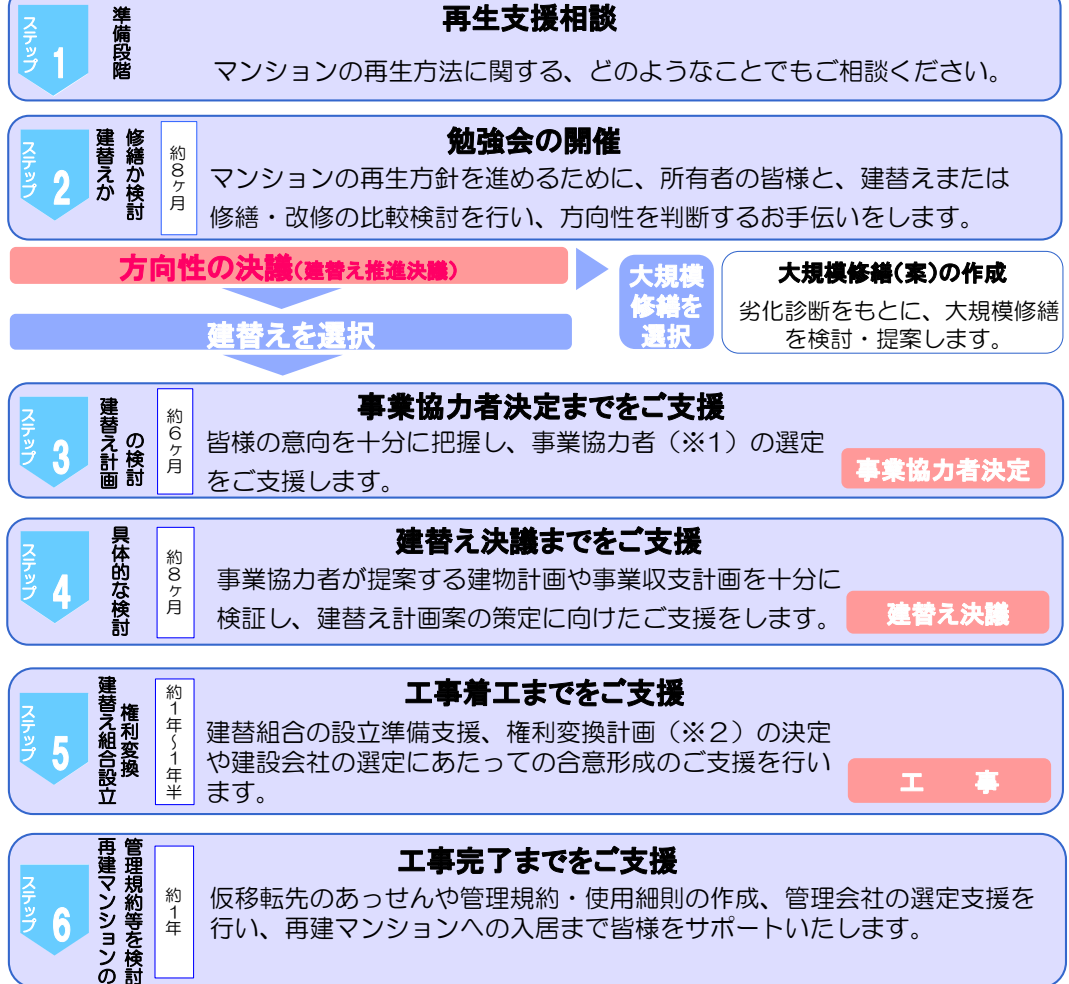 ステップ
1
準備段階
再生支援相談
マンションの再生方法に関する、どのようなことでもご相談ください。
ステップ
2
修繕か検討
建替えか
約8ヶ月
勉強会の開催
マンションの再生方針を進めるために、所有者の皆様と、建替えまたは
修繕・改修の比較検討を行い、方向性を判断するお手伝いをします。
方向性の決議(建替え推進決議)
建替えを選択
大規模
修繕を
選択
大規模修繕(案)の作成
劣化診断をもとに、大規模修繕
を検討・提案します。
ステップ
3
建替え計画
の検討
約6ヶ月
事業協力者決定までをご支援
皆様の意向を十分に把握し、事業協力者（※1）の選定
をご支援します。
事業協力者決定
ステップ
4
具体的な検討
約8ヶ月
建替え決議までをご支援
事業協力者が提案する建物計画や事業収支計画を十分に
検証し、建替え計画案の策定に向けたご支援をします。
建替え決議
ステップ
5
建替え組合設立
権利変換
約1年～1年半
工事着工までをご支援
建替組合の設立準備支援、権利変換計画（※2）の決定
や建設会社の選定にあたっての合意形成のご支援を行い
ます。
工　事
ステップ
6
再建マンションの
管理規約等を検討
約1年
工事完了までをご支援
仮移転先のあっせんや管理規約・使用細則の作成、管理会社の選定支援を
行い、再建マンションへの入居まで皆様をサポートいたします。